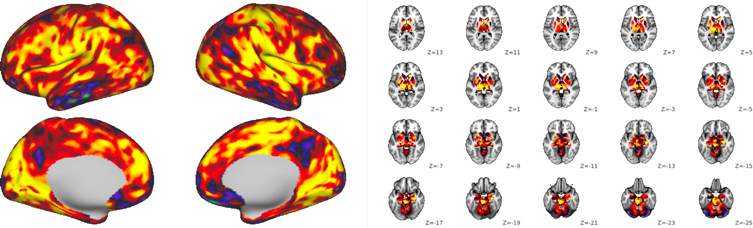 Z=13 Z=11 Z=9 Z=7 Z=5
Z=3 Z=1 Z=-1 Z=-3 Z=-5
Z=-7 Z=-9 Z=-11 Z=-13 Z=-15
Z=-17 Z=-19 Z=-21 Z=-23 Z=-25